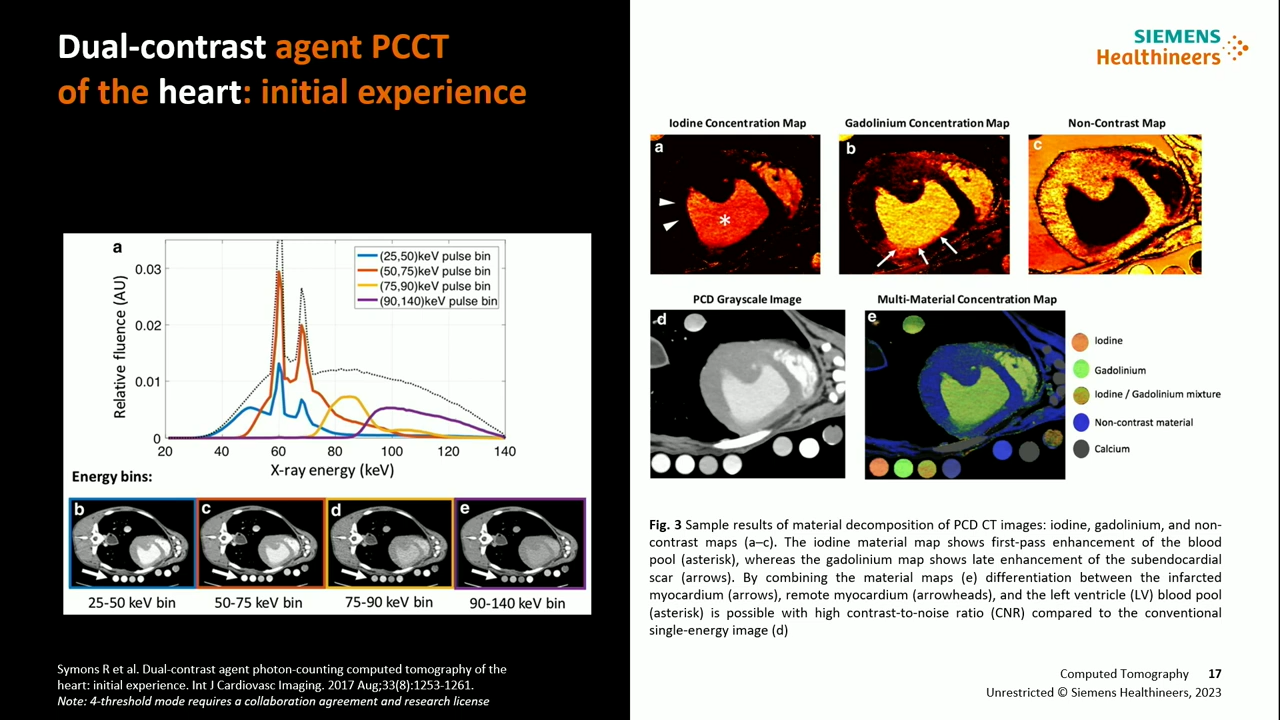 Dual-contrast agent PCCT
of the heart: initial experience
SIEMENS
Healthineers
a
Relative fluence (AU)
0.03
0.02
0.01
0
20
40
60
80
100
120
140
X-ray energy (keV)
(25,50)keV pulse bin
(50,75)keV pulse bin
(75,90)keV pulse bin
(90,140)keV pulse bin
Energy bins:
b
c
d
e
25-50 keV bin
50-75 keV bin
75-90 keV bin
90-140 keV bin
Symons R et al. Dual-contrast agent photon-counting computed tomography of the
heart: initial experience. Int J Cardiovasc Imaging. 2017 Aug;33(8):1253-1261.
Note: 4-threshold mode requires a collaboration agreement and research license
Iodine Concentration Map
Gadolinium Concentration Map
Non-Contrast Map
a
*
b
c
PCD Grayscale Image
Multi-Material Concentration Map
d
e
Iodine
Gadolinium
Iodine / Gadolinium mixture
Non-contrast material
Calcium
Fig. 3 Sample results of material decomposition of PCD CT images: iodine, gadolinium, and non-
contrast maps (a–c). The iodine material map shows first-pass enhancement of the blood
pool (asterisk), whereas the gadolinium map shows late enhancement of the subendocardial
scar (arrows). By combining the material maps (e) differentiation between the infarcted
myocardium (arrows), remote myocardium (arrowheads), and the left ventricle (LV) blood pool
(asterisk) is possible with high contrast-to-noise ratio (CNR) compared to the conventional
single-energy image (d)
Computed Tomography 17
Unrestricted © Siemens Healthineers, 2023